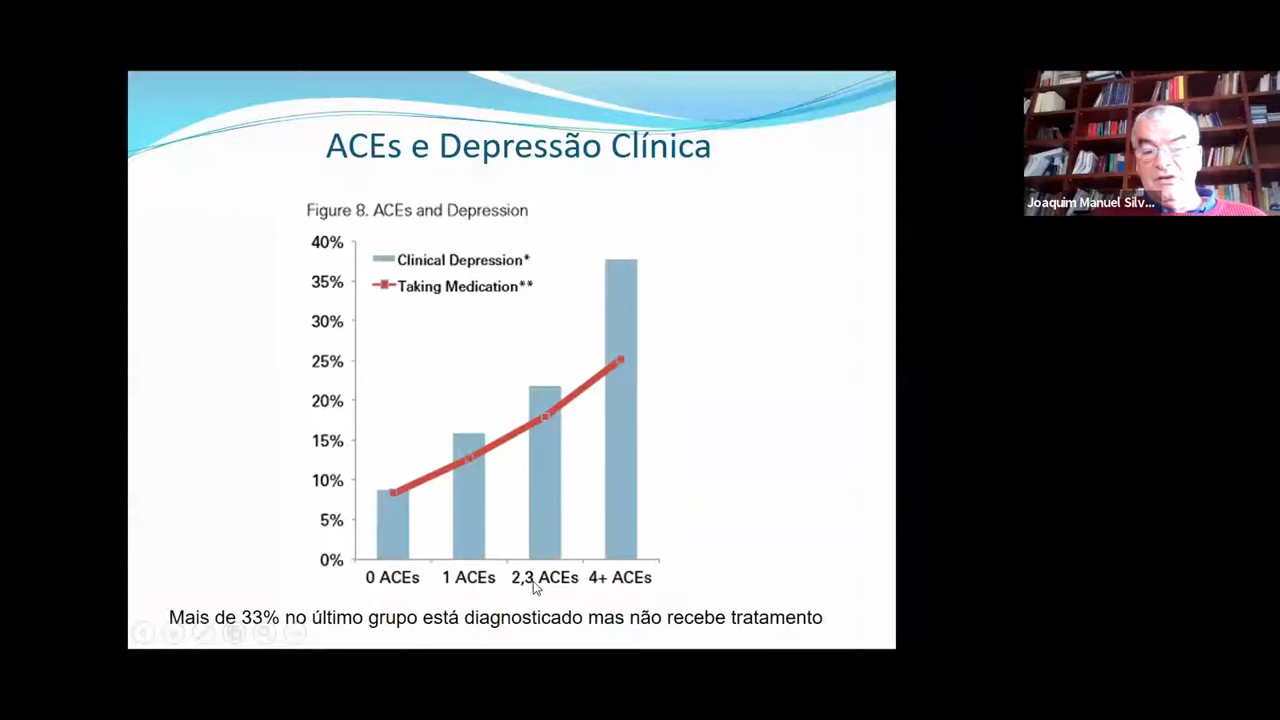 ACEs e Depressão Clínica
Figure 8. ACEs and Depression
40%
35%
30%
25%
20%
15%
10%
5%
0%
Clinical Depression*
Taking Medication**
0 ACEs 1 ACEs 2,3 ACEs 4+ ACEs
Mais de 33% no último grupo está diagnosticado mas não recebe tratamento
Joaquim Manuel Silv...